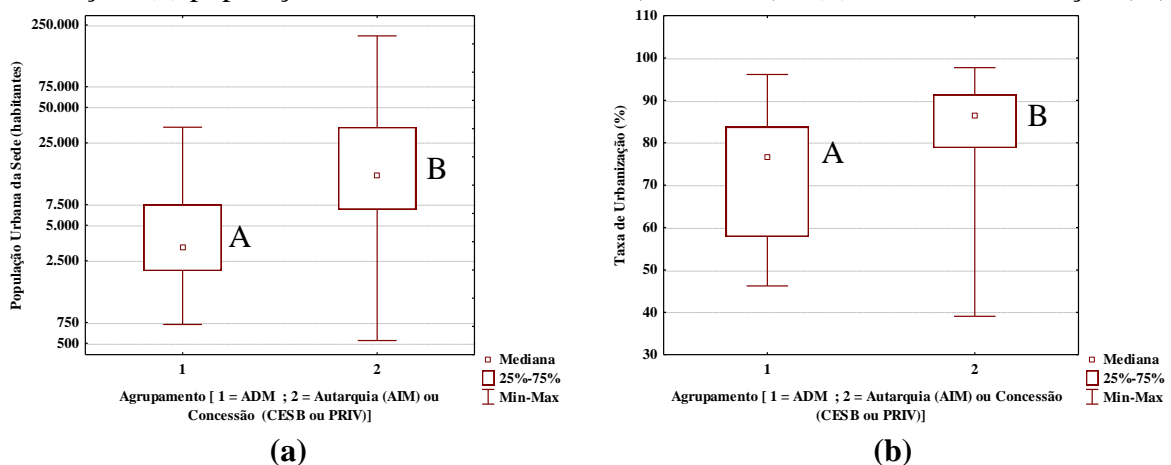 250.000
75.000
50.000
25.000
7.500
5.000
2.500
750
500
População Urbana da Sede (habitantes)
A
B
1
2
Agrupamento [ 1 = ADM ; 2 = Autarquia (AIM) ou
Concessão (CESB ou PRIV)]
Mediana
25%-75%
Min-Max
(a)
110
100
90
80
70
60
50
40
30
Taxa de Urbanização (%)
A
B
1
2
Agrupamento [ 1 = ADM ; 2 = Autarquia (AIM) ou Concessão
(CESB ou PRIV)]
Mediana
25%-75%
Min-Max
(b)